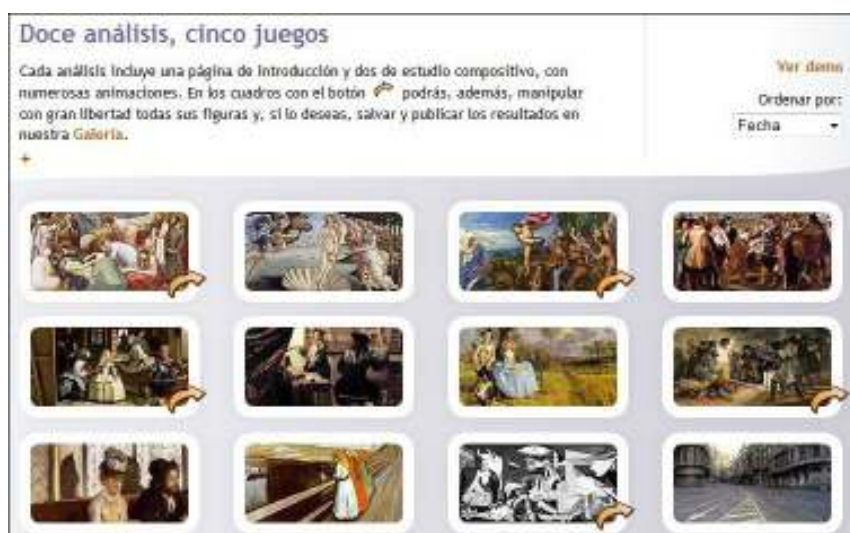 Doce análisis, cinco juegos
Cada análisis incluye una página de introducción y dos de estudio compositivo, con
numerosas animaciones. En los cuadros con el botón podrás, además, manipular
con gran libertad todas sus figuras y, si lo deseas, salvar y publicar los resultados en
nuestra Galería.
+
Ver demo
Ordenar por:
Fecha